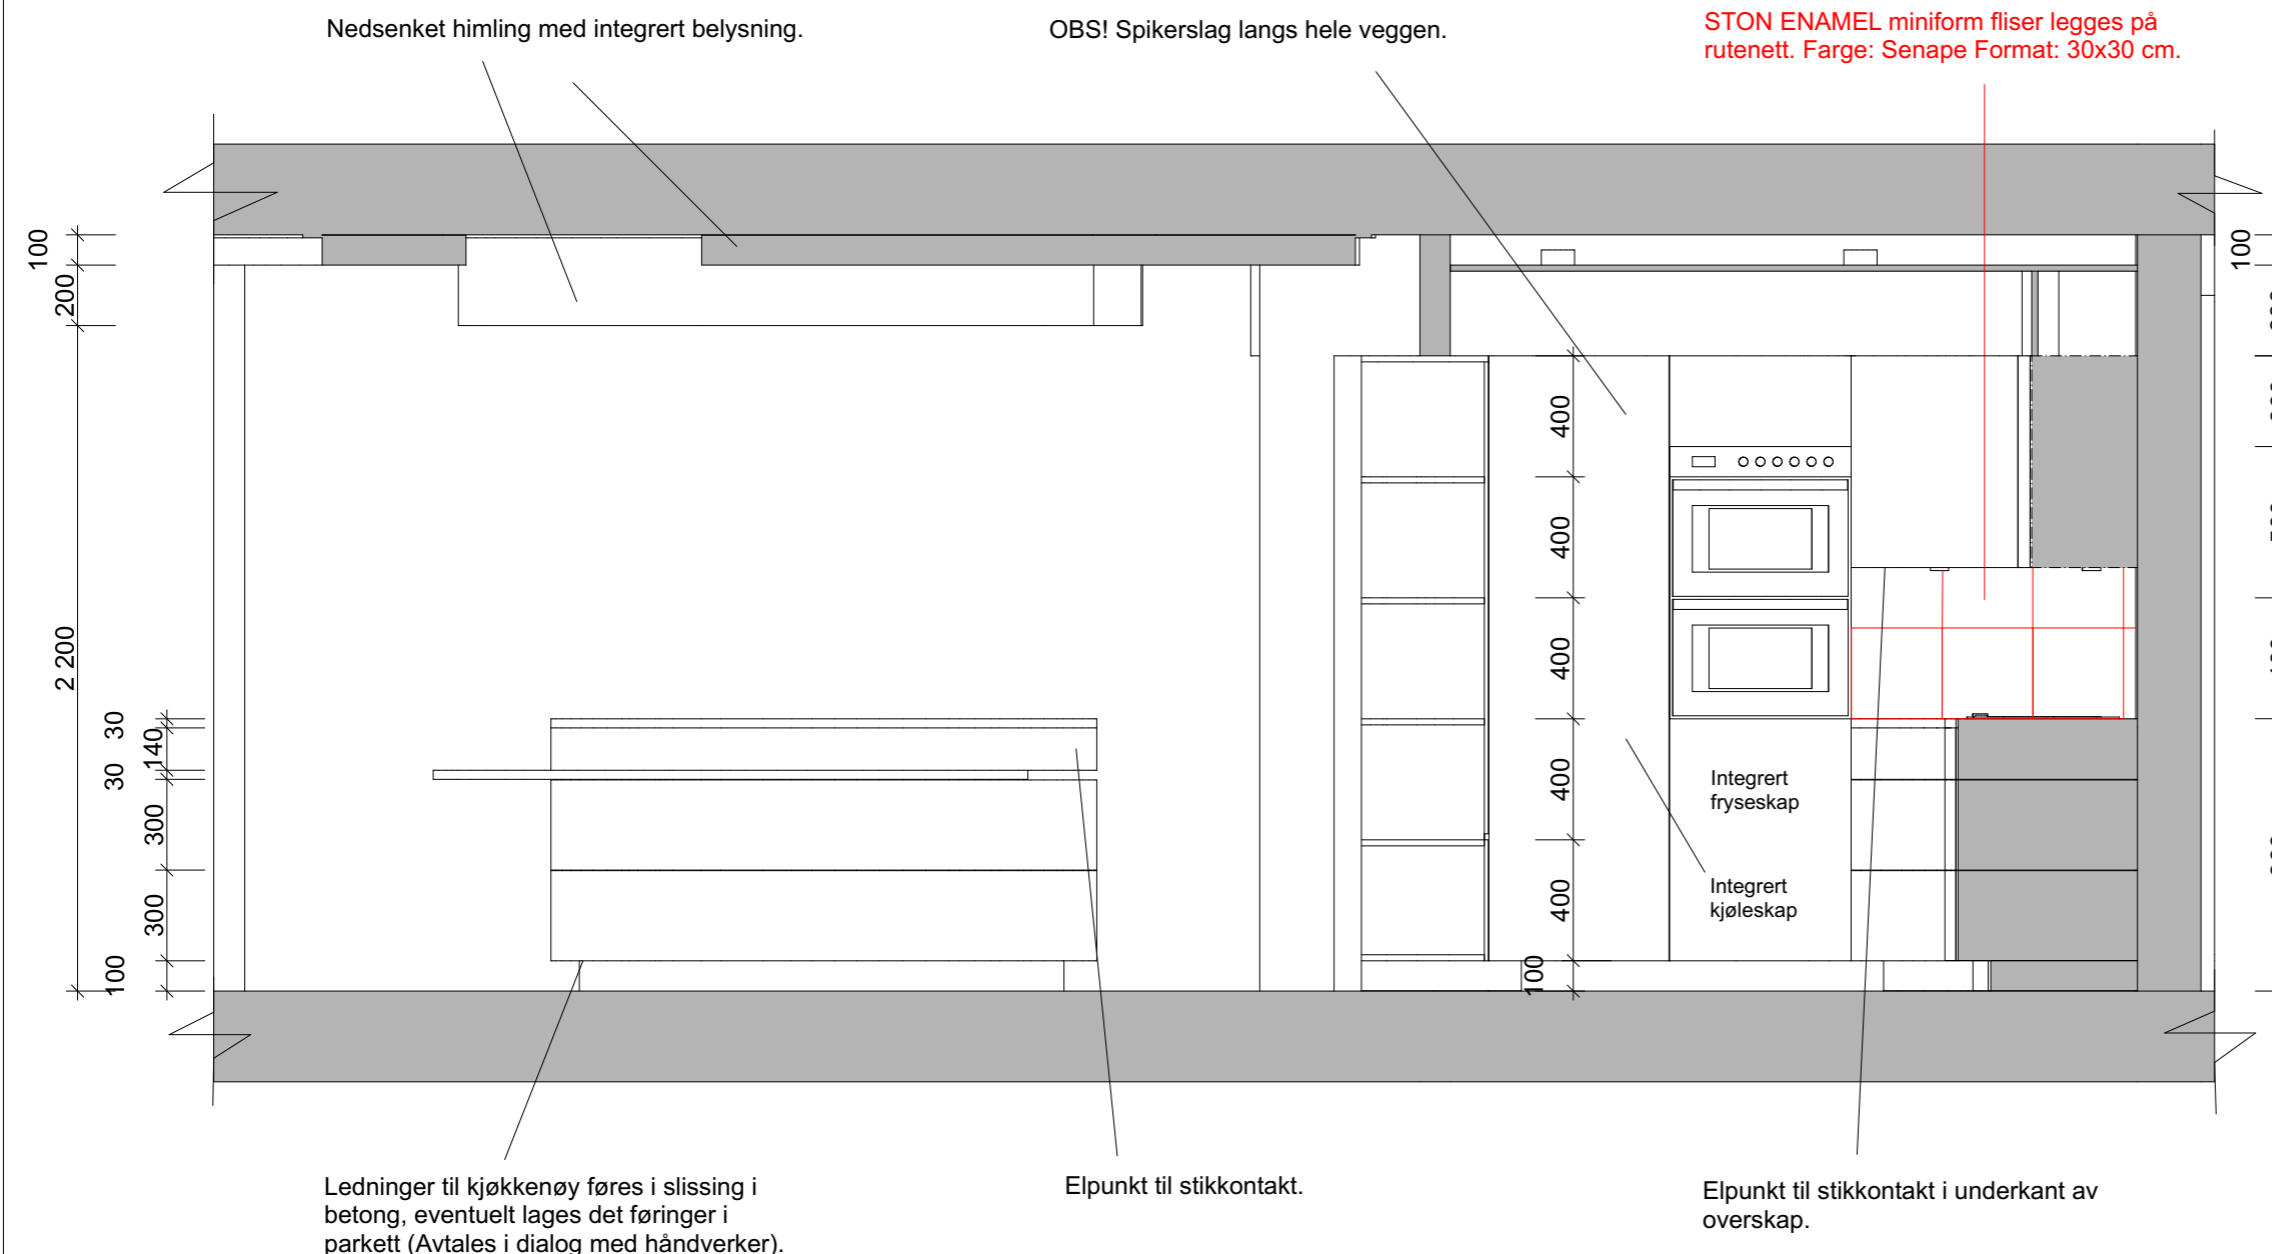 Nedsenket himling med integrert belysning.
OBS! Spikerslag langs hele veggen.
STON ENAMEL miniform fliser legges på
rutenett. Farge: Senape Format: 30x30 cm.
100
200
2 200
30
140
30
300
300
100
400
400
400
400
400
100
100
Integrert
fryseskap
Integrert
kjøleskap
Ledninger til kjøkkenøy føres i slissing i
betong, eventuelt lages det føringer i
parkett (Avtales i dialog med håndverker).
Elpunkt til stikkontakt.
Elpunkt til stikkontakt i underkant av
overskap.